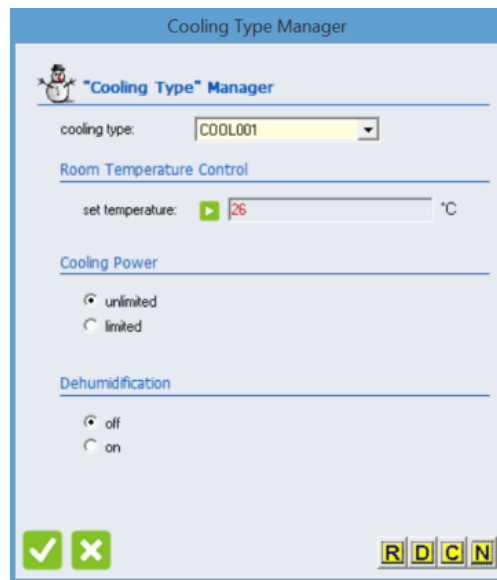 Cooling Type Manager
"Cooling Type" Manager
cooling type: COOL001
Room Temperature Control
set temperature: 26 °C
Cooling Power
unlimited
limited
Dehumidification
off
on
R D C N